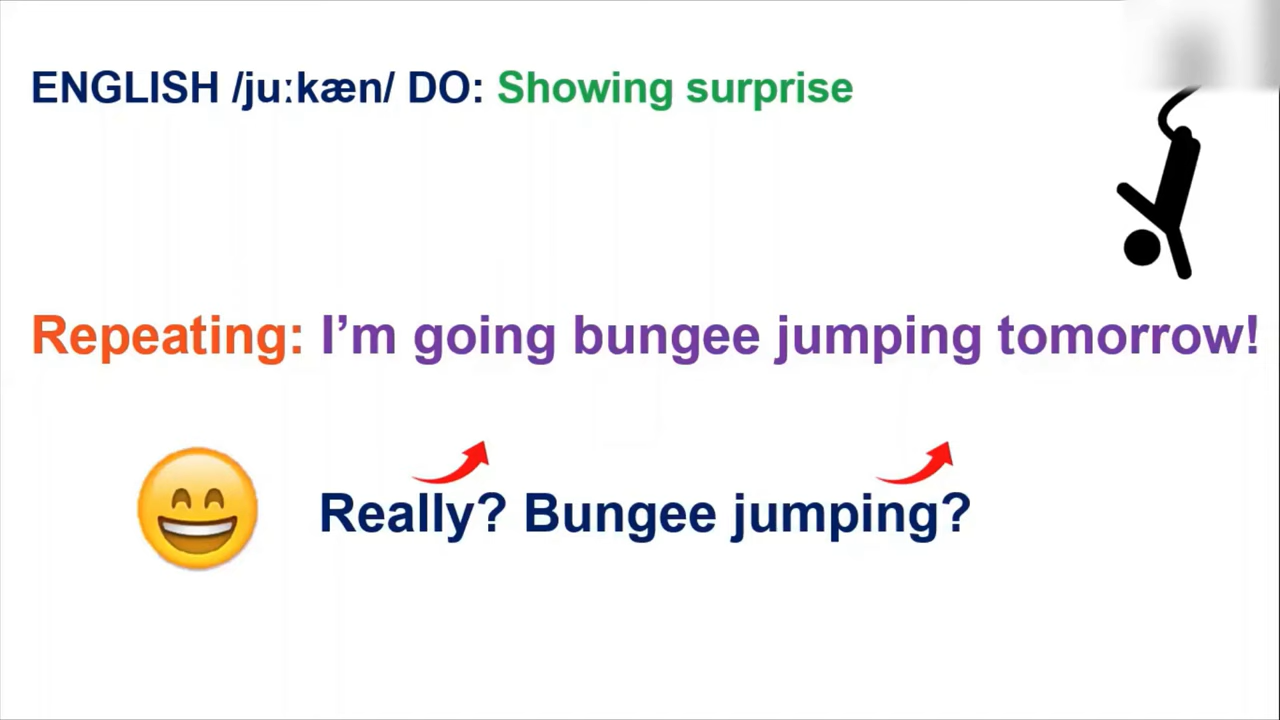 ENGLISH /juːkæn/ DO: Showing surprise
Repeating: I’m going bungee jumping tomorrow!
Really? Bungee jumping?